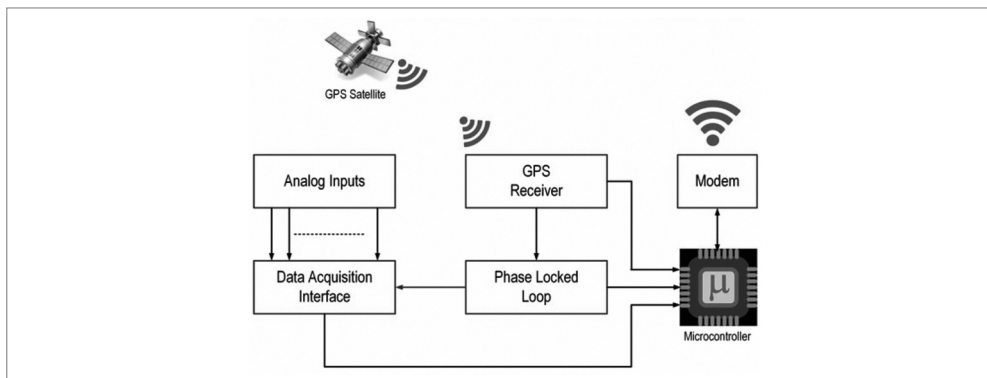 GPS Satellite
Analog Inputs
GPS
Receiver
Modem
Data Acquisition
Interface
Phase Locked
Loop
μ
Microcontroller